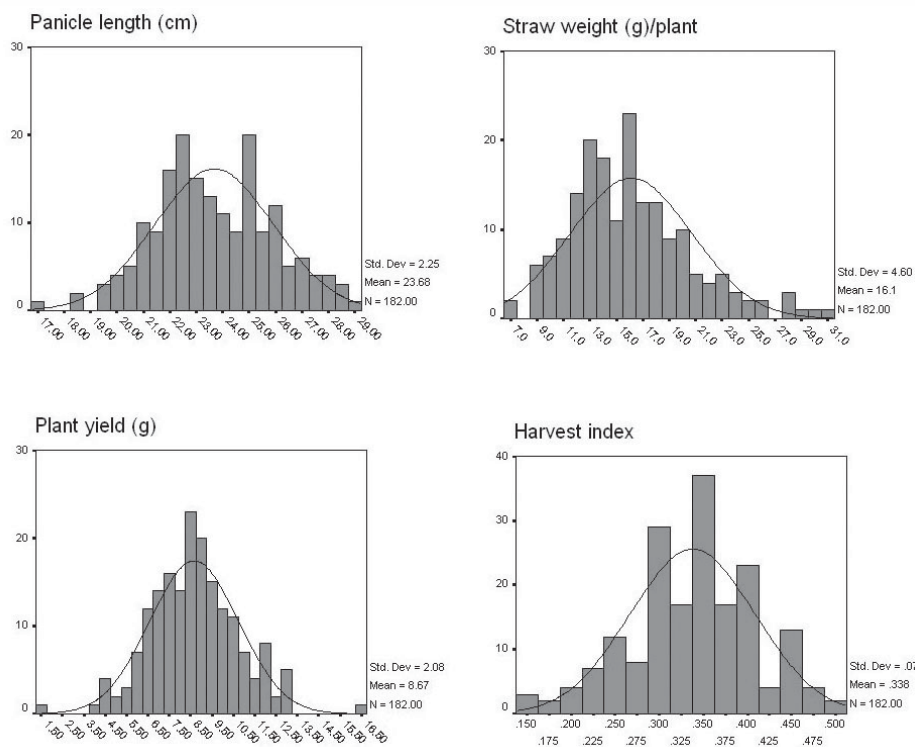 Panicle length (cm)
30
20
10
0
17.00 18.00 19.00 20.00 21.00 22.00 23.00 24.00 25.00 26.00 27.00 28.00 29.00
Std. Dev = 2.25
Mean = 23.68
N = 182.00
Straw weight (g)/plant
30
20
10
0
7.0 9.0 11.0 13.0 15.0 17.0 19.0 21.0 23.0 25.0 27.0 29.0 31.0
Std. Dev = 4.60
Mean = 16.1
N = 182.00
Plant yield (g)
30
20
10
0
1.50 2.50 3.50 4.50 5.50 6.50 7.50 8.50 9.50 10.50 11.50 12.50 13.50 14.50 15.50 16.50
Std. Dev = 2.08
Mean = 8.67
N = 182.00
Harvest index
40
30
20
10
0
.150 .200 .250 .300 .350 .400 .450 .500
.175 .225 .275 .325 .375 .425 .475
Std. Dev = .07
Mean = .338
N = 182.00